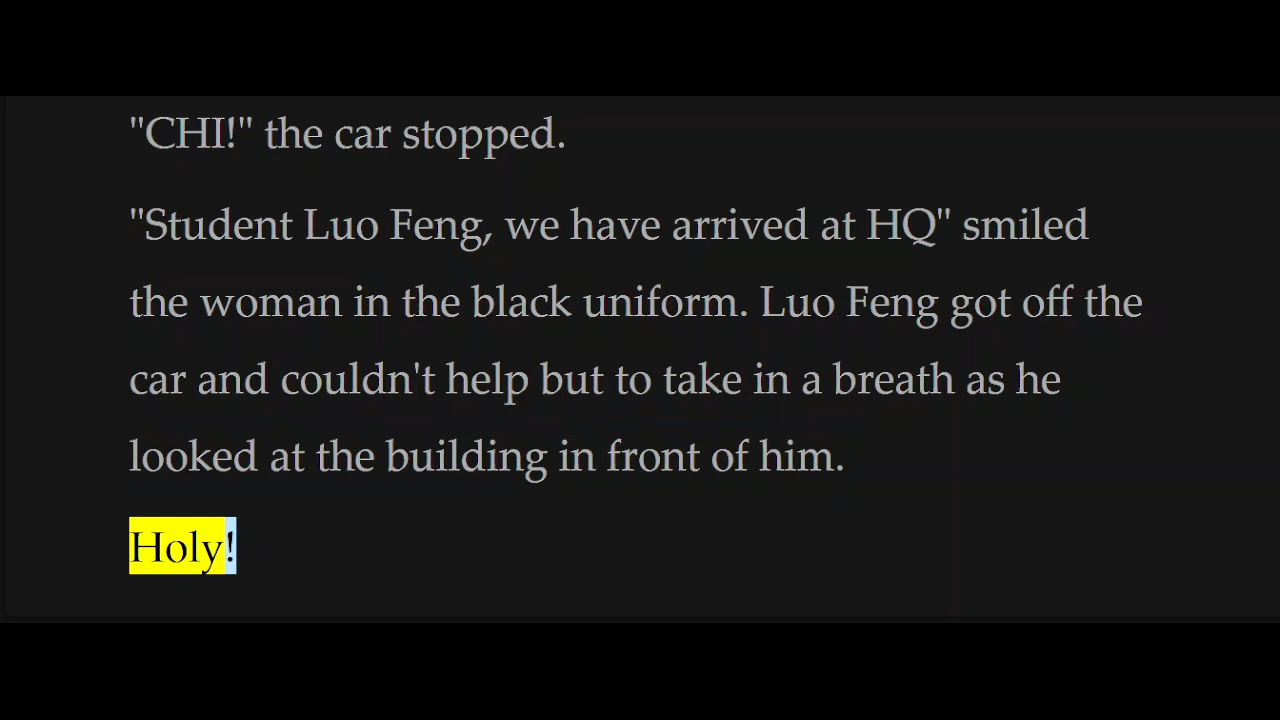 "CHI!" the car stopped.
"Student Luo Feng, we have arrived at HQ" smiled
the woman in the black uniform. Luo Feng got off the
car and couldn't help but to take in a breath as he
looked at the building in front of him.
Holy!